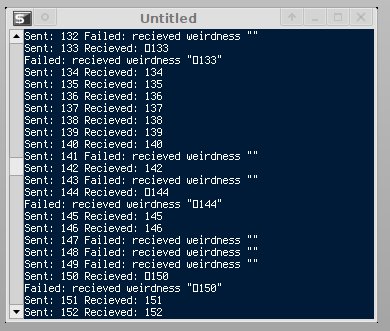 Untitled
Sent: 132 Failed: recieved weirdness ""
Sent: 133 Recieved: □133
Failed: recieved weirdness "□133"
Sent: 134 Recieved: 134
Sent: 135 Recieved: 135
Sent: 136 Recieved: 136
Sent: 137 Recieved: 137
Sent: 138 Recieved: 138
Sent: 139 Recieved: 139
Sent: 140 Recieved: 140
Sent: 141 Failed: recieved weirdness ""
Sent: 142 Recieved: 142
Sent: 143 Failed: recieved weirdness ""
Sent: 144 Recieved: □144
Failed: recieved weirdness "□144"
Sent: 145 Recieved: 145
Sent: 146 Recieved: 146
Sent: 147 Failed: recieved weirdness ""
Sent: 148 Failed: recieved weirdness ""
Sent: 149 Failed: recieved weirdness ""
Sent: 150 Recieved: □150
Failed: recieved weirdness "□150"
Sent: 151 Recieved: 151
Sent: 152 Recieved: 152